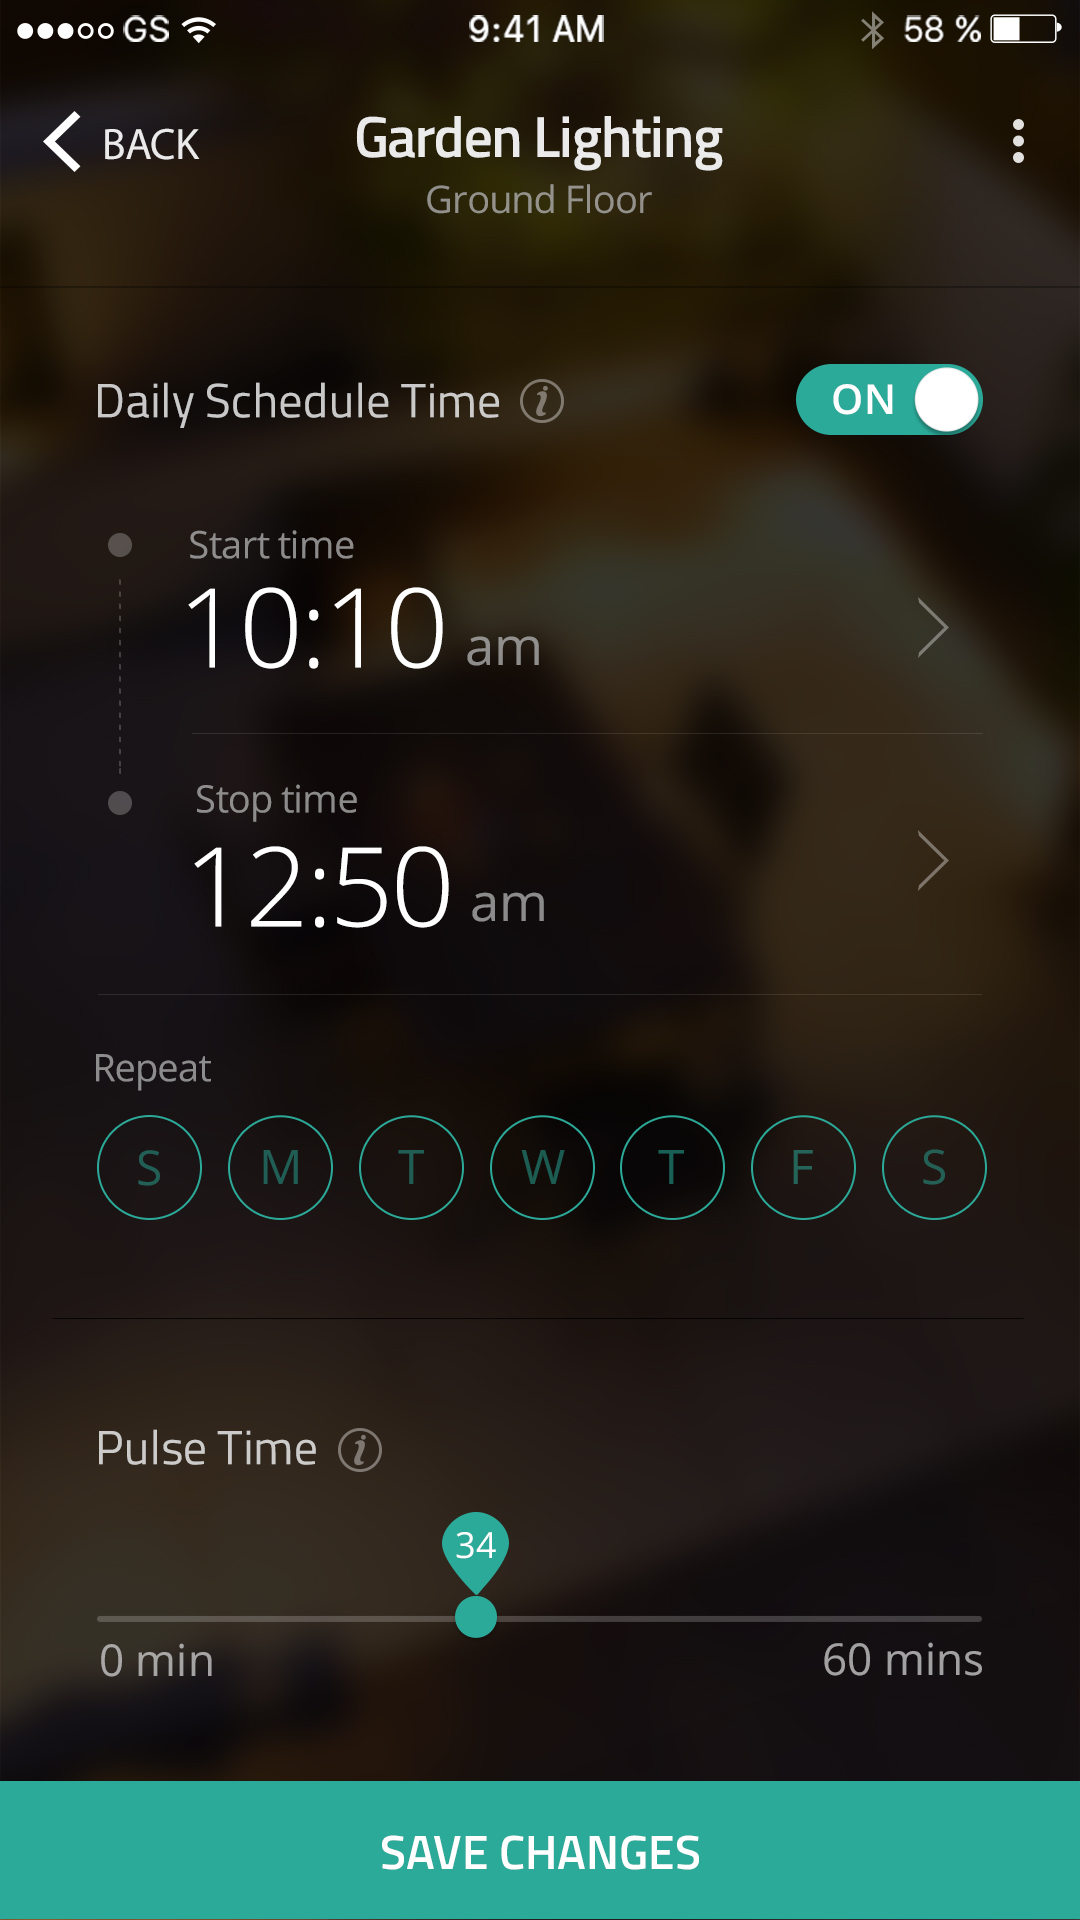 GS 9:41 AM 58 %
BACK
Garden Lighting
Ground Floor
Daily Schedule Time i ON
Start time
10:10 am
Stop time
12:50 am
Repeat
S M T W T F S
Pulse Time i
34
0 min 60 mins
SAVE CHANGES